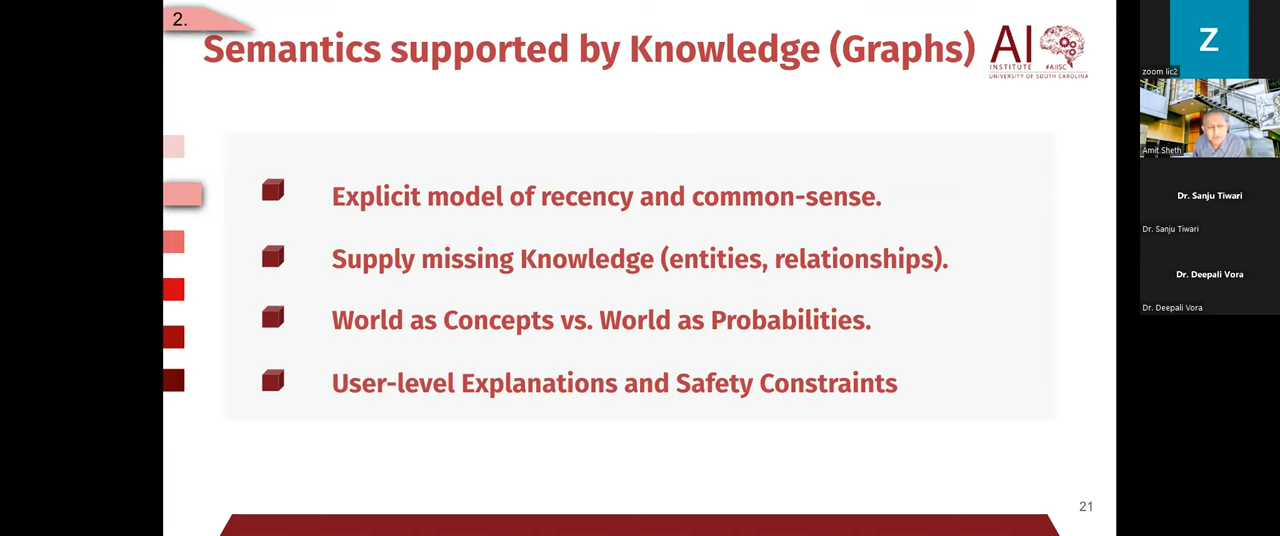 2.
Semantics supported by Knowledge (Graphs)
AI
INSTITUTE #AIISC
UNIVERSITY OF SOUTH CAROLINA
Explicit model of recency and common-sense.
Supply missing Knowledge (entities, relationships).
World as Concepts vs. World as Probabilities.
User-level Explanations and Safety Constraints
21
Z
zoom lic2
Amit Sheth
Dr. Sanju Tiwari
Dr. Sanju Tiwari
Dr. Deepali Vora
Dr. Deepali Vora